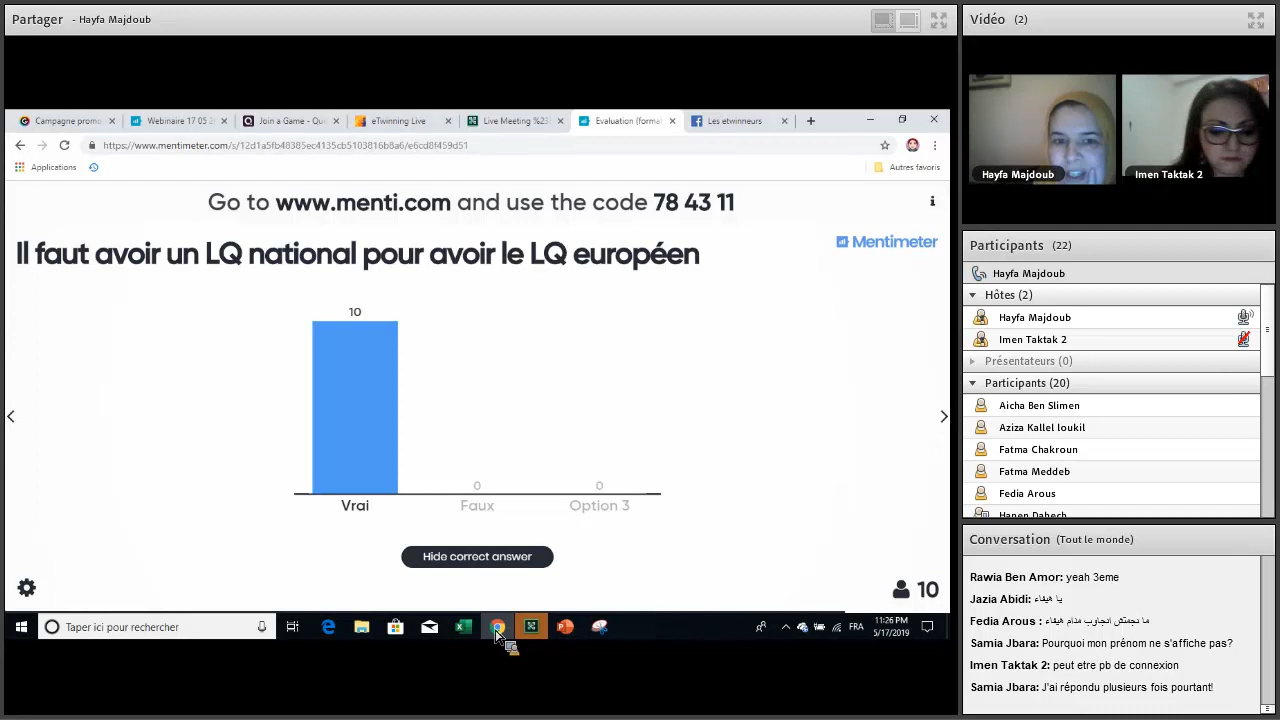 Partager - Hayfa Majdoub
Campagne promo
Webinaire 17 05 2
Join a Game - Qu
eTwinning Live
Live Meeting %23
Evaluation (format
Les etwinneurs
https://www.mentimeter.com/s/12d1a5fb48385ec4135cb5103816b8a6/e6cd8f459d51
Applications
Autres favoris
Go to www.menti.com and use the code 78 43 11
Il faut avoir un LQ national pour avoir le LQ européen
Mentimeter
10
0
0
Vrai
Faux
Option 3
Hide correct answer
10
Taper ici pour rechercher
FRA
11:26 PM
5/17/2019
Vidéo (2)
Hayfa Majdoub
Imen Taktak 2
Participants (22)
Hayfa Majdoub
Hôtes (2)
Hayfa Majdoub
Imen Taktak 2
Présentateurs (0)
Participants (20)
Aicha Ben Slimen
Aziza Kallel loukil
Fatma Chakroun
Fatma Meddeb
Fedia Arous
Hanen Dabech
Conversation (Tout le monde)
Rawia Ben Amor: yeah 3eme
Jazia Abidi: يا هيفاء
Fedia Arous : ما نجمتش انجاوب مدام هيفاء
Samia Jbara: Pourquoi mon prénom ne s'affiche pas?
Imen Taktak 2: peut etre pb de connexion
Samia Jbara: J'ai répondu plusieurs fois pourtant!